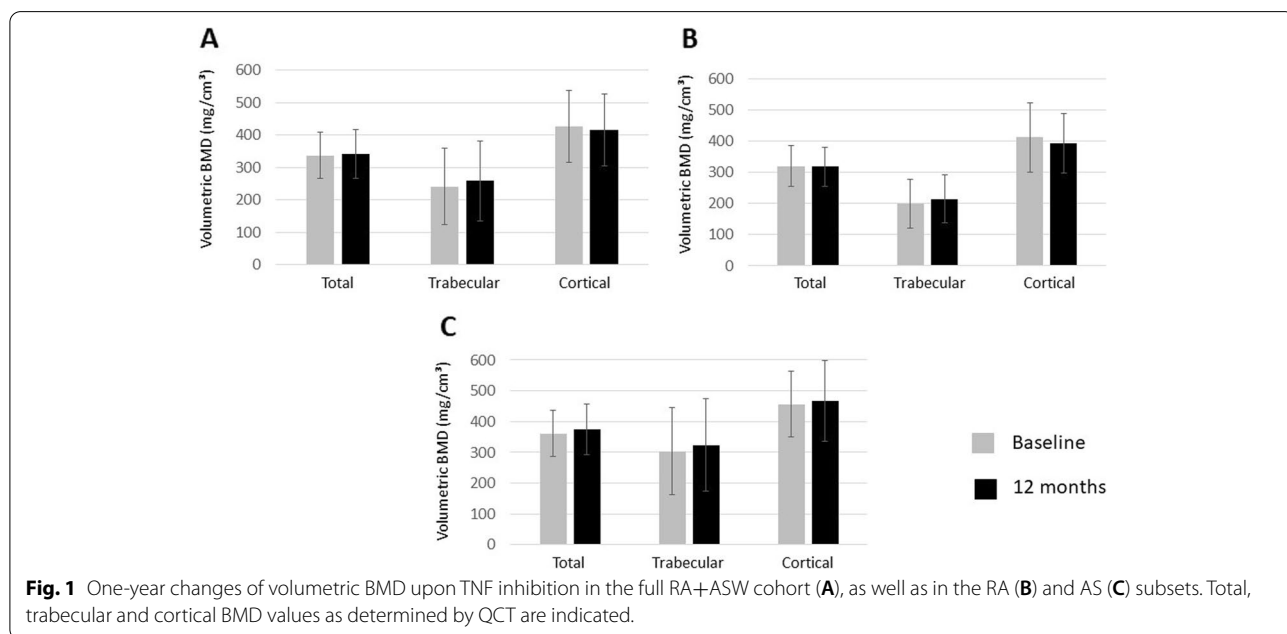 A
Volumetric BMD (mg/cm³)
600
500
400
300
200
100
0
Total Trabecular Cortical
B
Volumetric BMD (mg/cm³)
600
500
400
300
200
100
0
Total Trabecular Cortical
C
Volumetric BMD (mg/cm³)
600
500
400
300
200
100
0
Total Trabecular Cortical
Baseline
12 months
Fig. 1 One-year changes of volumetric BMD upon TNF inhibition in the full RA+ASW cohort (A), as well as in the RA (B) and AS (C) subsets. Total,
trabecular and cortical BMD values as determined by QCT are indicated.